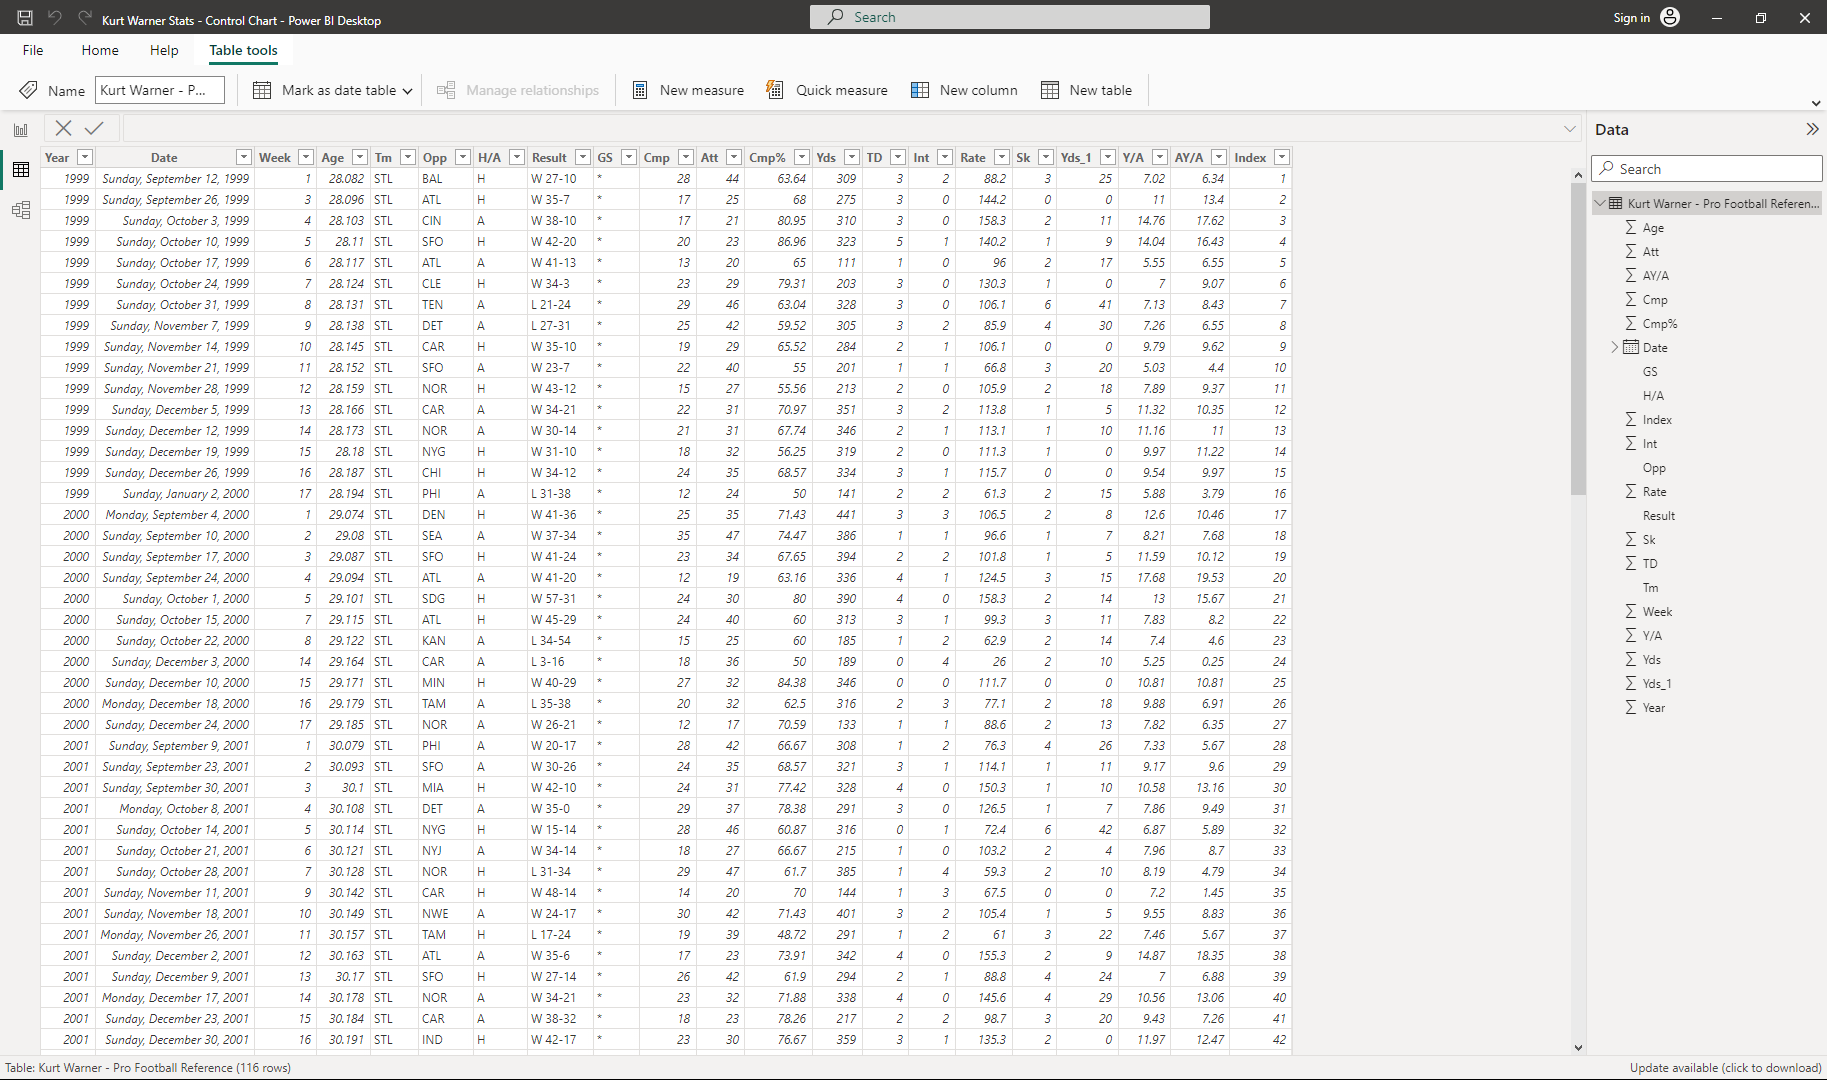 Kurt Warner Stats - Control Chart - Power BI Desktop
Search
Sign in
File Home Help Table tools
Name Kurt Warner - P... Mark as date table Manage relationships New measure Quick measure New column New table
Year Date Week Age Tm Opp H/A Result GS Cmp Att Cmp% Yds TD Int Rate Sk Yds_1 Y/A AY/A Index
1999 Sunday, September 12, 1999 1 28.082 STL BAL H W 27-10 * 28 44 63.64 309 3 2 88.2 3 25 7.02 6.34 1
1999 Sunday, September 26, 1999 3 28.096 STL ATL H W 35-7 * 17 25 68 275 3 0 144.2 0 0 11 13.4 2
1999 Sunday, October 3, 1999 4 28.103 STL CIN A W 38-10 * 17 21 80.95 310 3 0 158.3 2 11 14.76 17.62 3
1999 Sunday, October 10, 1999 5 28.11 STL SFO H W 42-20 * 20 23 86.96 323 5 1 140.2 1 9 14.04 16.43 4
1999 Sunday, October 17, 1999 6 28.117 STL ATL A W 41-13 * 13 20 65 111 1 0 96 2 17 5.55 6.55 5
1999 Sunday, October 24, 1999 7 28.124 STL CLE H W 34-3 * 23 29 79.31 203 3 0 130.3 1 0 7 9.07 6
1999 Sunday, October 31, 1999 8 28.131 STL TEN A L 21-24 * 29 46 63.04 328 3 0 106.1 6 41 7.13 8.43 7
1999 Sunday, November 7, 1999 9 28.138 STL DET A L 27-31 * 25 42 59.52 305 3 2 85.9 4 30 7.26 6.55 8
1999 Sunday, November 14, 1999 10 28.145 STL CAR H W 35-10 * 19 29 65.52 284 2 1 106.1 0 0 9.79 9.62 9
1999 Sunday, November 21, 1999 11 28.152 STL SFO A W 23-7 * 22 40 55 201 1 1 66.8 3 20 5.03 4.4 10
1999 Sunday, November 28, 1999 12 28.159 STL NOR H W 43-12 * 15 27 55.56 213 2 0 105.9 2 18 7.89 9.37 11
1999 Sunday, December 5, 1999 13 28.166 STL CAR A W 34-21 * 22 31 70.97 351 3 2 113.8 1 5 11.32 10.35 12
1999 Sunday, December 12, 1999 14 28.173 STL NOR A W 30-14 * 21 31 67.74 346 2 1 113.1 1 10 11.16 11 13
1999 Sunday, December 19, 1999 15 28.18 STL NYG H W 31-10 * 18 32 56.25 319 2 0 111.3 1 0 9.97 11.22 14
1999 Sunday, December 26, 1999 16 28.187 STL CHI H W 34-12 * 24 35 68.57 334 3 1 115.7 0 0 9.54 9.97 15
1999 Sunday, January 2, 2000 17 28.194 STL PHI A L 31-38 * 12 24 50 141 2 2 61.3 2 15 5.88 3.79 16
2000 Monday, September 4, 2000 1 29.074 STL DEN H W 41-36 * 25 35 71.43 441 3 3 106.5 2 8 12.6 10.46 17
2000 Sunday, September 10, 2000 2 29.08 STL SEA A W 37-34 * 35 47 74.47 386 1 1 96.6 1 7 8.21 7.68 18
2000 Sunday, September 17, 2000 3 29.087 STL SFO H W 41-24 * 23 34 67.65 394 2 2 101.8 1 5 11.59 10.12 19
2000 Sunday, September 24, 2000 4 29.094 STL ATL A W 41-20 * 12 19 63.16 336 4 1 124.5 3 15 17.68 19.53 20
2000 Sunday, October 1, 2000 5 29.101 STL SDG H W 57-31 * 24 30 80 390 4 0 158.3 2 14 13 15.67 21
2000 Sunday, October 15, 2000 7 29.115 STL ATL H W 45-29 * 24 40 60 313 3 1 99.3 3 11 7.83 8.2 22
2000 Sunday, October 22, 2000 8 29.122 STL KAN A L 34-54 * 15 25 60 185 1 2 62.9 2 14 7.4 4.6 23
2000 Sunday, December 3, 2000 14 29.164 STL CAR A L 3-16 * 18 36 50 189 0 4 26 2 10 5.25 0.25 24
2000 Sunday, December 10, 2000 15 29.171 STL MIN H W 40-29 * 27 32 84.38 346 0 0 111.7 0 0 10.81 10.81 25
2000 Monday, December 18, 2000 16 29.179 STL TAM A L 35-38 * 20 32 62.5 316 2 3 77.1 2 18 9.88 6.91 26
2000 Sunday, December 24, 2000 17 29.185 STL NOR A W 26-21 * 12 17 70.59 133 1 1 88.6 2 13 7.82 6.35 27
2001 Sunday, September 9, 2001 1 30.079 STL PHI A W 20-17 * 28 42 66.67 308 1 2 76.3 4 26 7.33 5.67 28
2001 Sunday, September 23, 2001 2 30.093 STL SFO A W 30-26 * 24 35 68.57 321 3 1 114.1 1 11 9.17 9.6 29
2001 Sunday, September 30, 2001 3 30.1 STL MIA H W 42-10 * 24 31 77.42 328 4 0 150.3 1 10 10.58 13.16 30
2001 Monday, October 8, 2001 4 30.108 STL DET A W 35-0 * 29 37 78.38 291 3 0 126.5 1 7 7.86 9.49 31
2001 Sunday, October 14, 2001 5 30.114 STL NYG H W 15-14 * 28 46 60.87 316 0 1 72.4 6 42 6.87 5.89 32
2001 Sunday, October 21, 2001 6 30.121 STL NYJ A W 34-14 * 18 27 66.67 215 1 0 103.2 2 4 7.96 8.7 33
2001 Sunday, October 28, 2001 7 30.128 STL NOR H L 31-34 * 29 47 61.7 385 1 4 59.3 2 10 8.19 4.79 34
2001 Sunday, November 11, 2001 9 30.142 STL CAR H W 48-14 * 14 20 70 144 1 3 67.5 0 0 7.2 1.45 35
2001 Sunday, November 18, 2001 10 30.149 STL NWE A W 24-17 * 30 42 71.43 401 3 2 105.4 1 5 9.55 8.83 36
2001 Monday, November 26, 2001 11 30.157 STL TAM H L 17-24 * 19 39 48.72 291 1 2 61 3 22 7.46 5.67 37
2001 Sunday, December 2, 2001 12 30.163 STL ATL A W 35-6 * 17 23 73.91 342 4 0 155.3 2 9 14.87 18.35 38
2001 Sunday, December 9, 2001 13 30.17 STL SFO H W 27-14 * 26 42 61.9 294 2 1 88.8 4 24 7 6.88 39
2001 Monday, December 17, 2001 14 30.178 STL NOR A W 34-21 * 23 32 71.88 338 4 0 145.6 4 29 10.56 13.06 40
2001 Sunday, December 23, 2001 15 30.184 STL CAR A W 38-32 * 18 23 78.26 217 2 2 98.7 3 20 9.43 7.26 41
2001 Sunday, December 30, 2001 16 30.191 STL IND H W 42-17 * 23 30 76.67 359 3 1 135.3 2 0 11.97 12.47 42
Data
Search
Kurt Warner - Pro Football Referen...
Age
Att
AY/A
Cmp
Cmp%
Date
GS
H/A
Index
Int
Opp
Rate
Result
Sk
TD
Tm
Week
Y/A
Yds
Yds_1
Year
Table: Kurt Warner - Pro Football Reference (116 rows)
Update available (click to download)